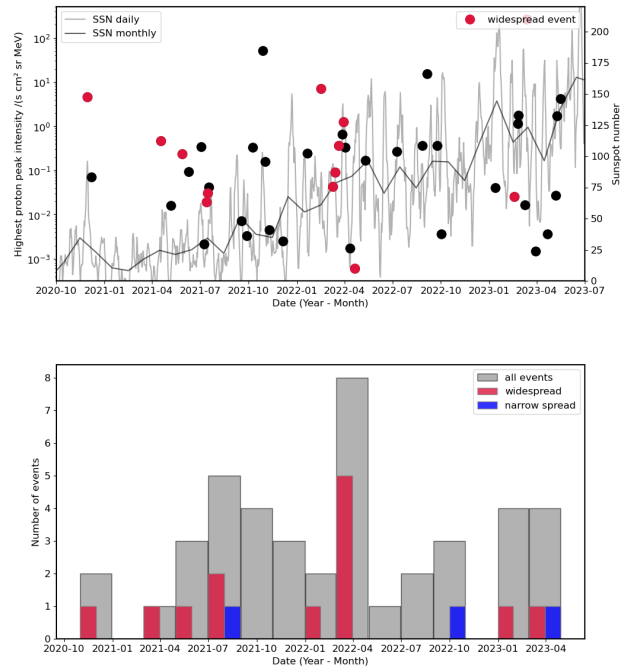 SSN daily
SSN monthly
widespread event
Highest proton peak intensity /(s cm² sr MeV)
10²
10¹
10⁰
10⁻¹
10⁻²
10⁻³
200
175
150
125
100
75
50
25
0
Sunspot number
2020-10 2021-01 2021-04 2021-07 2021-10 2022-01 2022-04 2022-07 2022-10 2023-01 2023-04 2023-07
Date (Year - Month)
all events
widespread
narrow spread
Number of events
8
7
6
5
4
3
2
1
0
2020-10 2021-01 2021-04 2021-07 2021-10 2022-01 2022-04 2022-07 2022-10 2023-01 2023-04
Date (Year - Month)